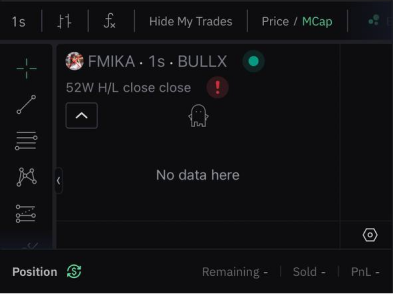 1s Hide My Trades Price / MCap
FMIKA · 1s · BULLX
52W H/L close close !
No data here
Position Remaining - Sold - PnL -